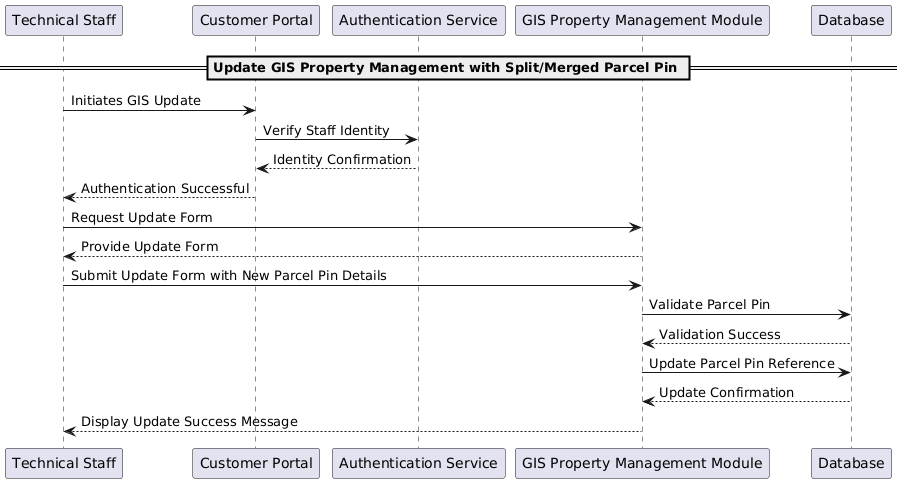 Technical Staff
Customer Portal
Authentication Service
GIS Property Management Module
Database
Update GIS Property Management with Split/Merged Parcel Pin
Initiates GIS Update
Verify Staff Identity
Identity Confirmation
Authentication Successful
Request Update Form
Provide Update Form
Submit Update Form with New Parcel Pin Details
Validate Parcel Pin
Validation Success
Update Parcel Pin Reference
Update Confirmation
Display Update Success Message
Technical Staff
Customer Portal
Authentication Service
GIS Property Management Module
Database